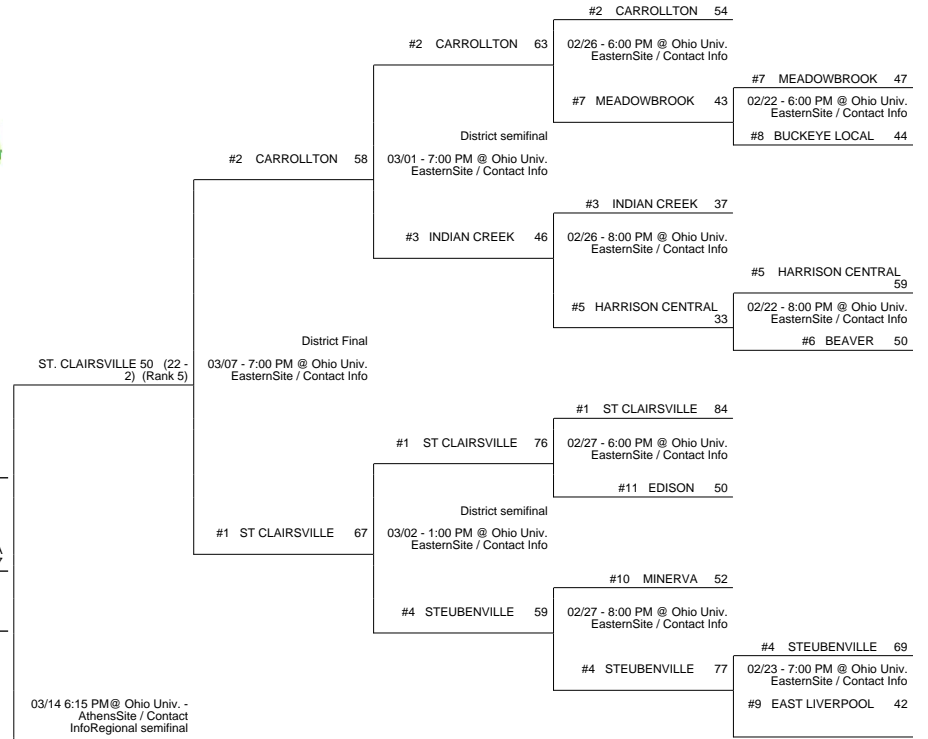 #2 CARROLLTON 54
#2 CARROLLTON 63
02/26 - 6:00 PM @ Ohio Univ.
EasternSite / Contact Info
#7 MEADOWBROOK 47
#7 MEADOWBROOK 43
02/22 - 6:00 PM @ Ohio Univ.
EasternSite / Contact Info
#8 BUCKEYE LOCAL 44
District semifinal
#2 CARROLLTON 58
03/01 - 7:00 PM @ Ohio Univ.
EasternSite / Contact Info
#3 INDIAN CREEK 37
#3 INDIAN CREEK 46
02/26 - 8:00 PM @ Ohio Univ.
EasternSite / Contact Info
#5 HARRISON CENTRAL
59
#5 HARRISON CENTRAL
33
02/22 - 8:00 PM @ Ohio Univ.
EasternSite / Contact Info
#6 BEAVER 50
District Final
ST. CLAIRSVILLE 50 (22 -
2) (Rank 5)
03/07 - 7:00 PM @ Ohio Univ.
EasternSite / Contact Info
#1 ST CLAIRSVILLE 84
#1 ST CLAIRSVILLE 76
02/27 - 6:00 PM @ Ohio Univ.
EasternSite / Contact Info
#11 EDISON 50
District semifinal
#1 ST CLAIRSVILLE 67
03/02 - 1:00 PM @ Ohio Univ.
EasternSite / Contact Info
#10 MINERVA 52
#4 STEUBENVILLE 59
02/27 - 8:00 PM @ Ohio Univ.
EasternSite / Contact Info
#4 STEUBENVILLE 69
#4 STEUBENVILLE 77
02/23 - 7:00 PM @ Ohio Univ.
EasternSite / Contact Info
#9 EAST LIVERPOOL 42
03/14 6:15 PM@ Ohio Univ. -
AthensSite / Contact
InfoRegional semifinal